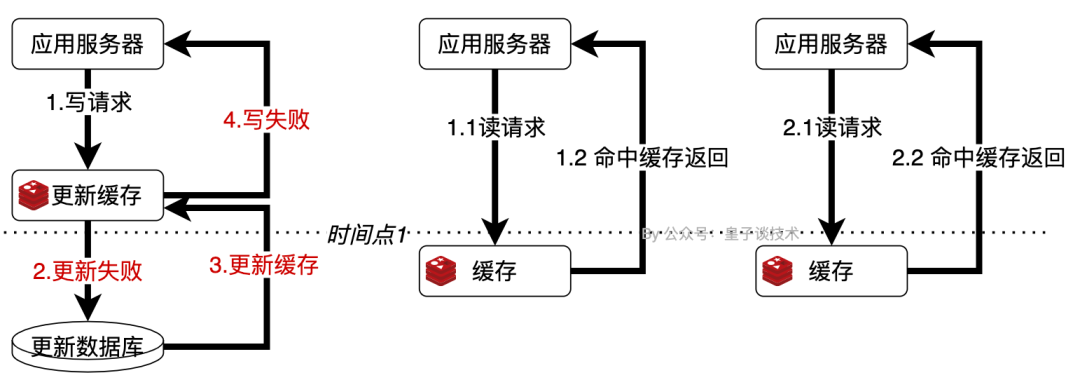 应用服务器
1.写请求
4.写失败
更新缓存
2.更新失败
3.更新缓存
更新数据库
时间点1
应用服务器
1.1读请求
1.2 命中缓存返回
缓存
By 公众号：皇子谈技术
应用服务器
2.1读请求
2.2 命中缓存返回
缓存